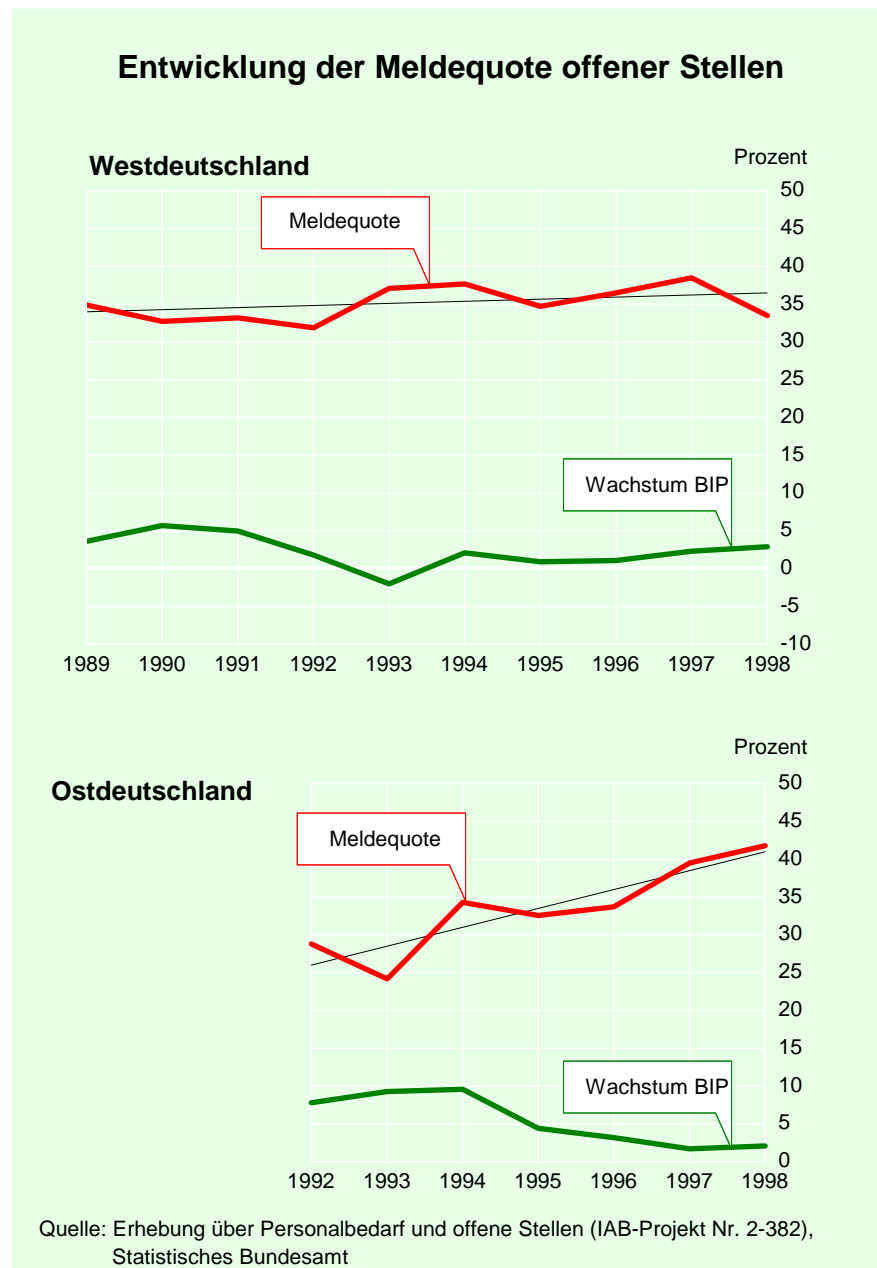 Entwicklung der Meldequote offener Stellen
Westdeutschland
Prozent
Meldequote
50
45
40
35
30
25
20
15
10
5
0
-5
-10
Wachstum BIP
1989 1990 1991 1992 1993 1994 1995 1996 1997 1998
Prozent
Ostdeutschland
Meldequote
50
45
40
35
30
25
20
15
10
5
0
Wachstum BIP
1992 1993 1994 1995 1996 1997 1998
Quelle: Erhebung über Personalbedarf und offene Stellen (IAB-Projekt Nr. 2-382),
Statistisches Bundesamt